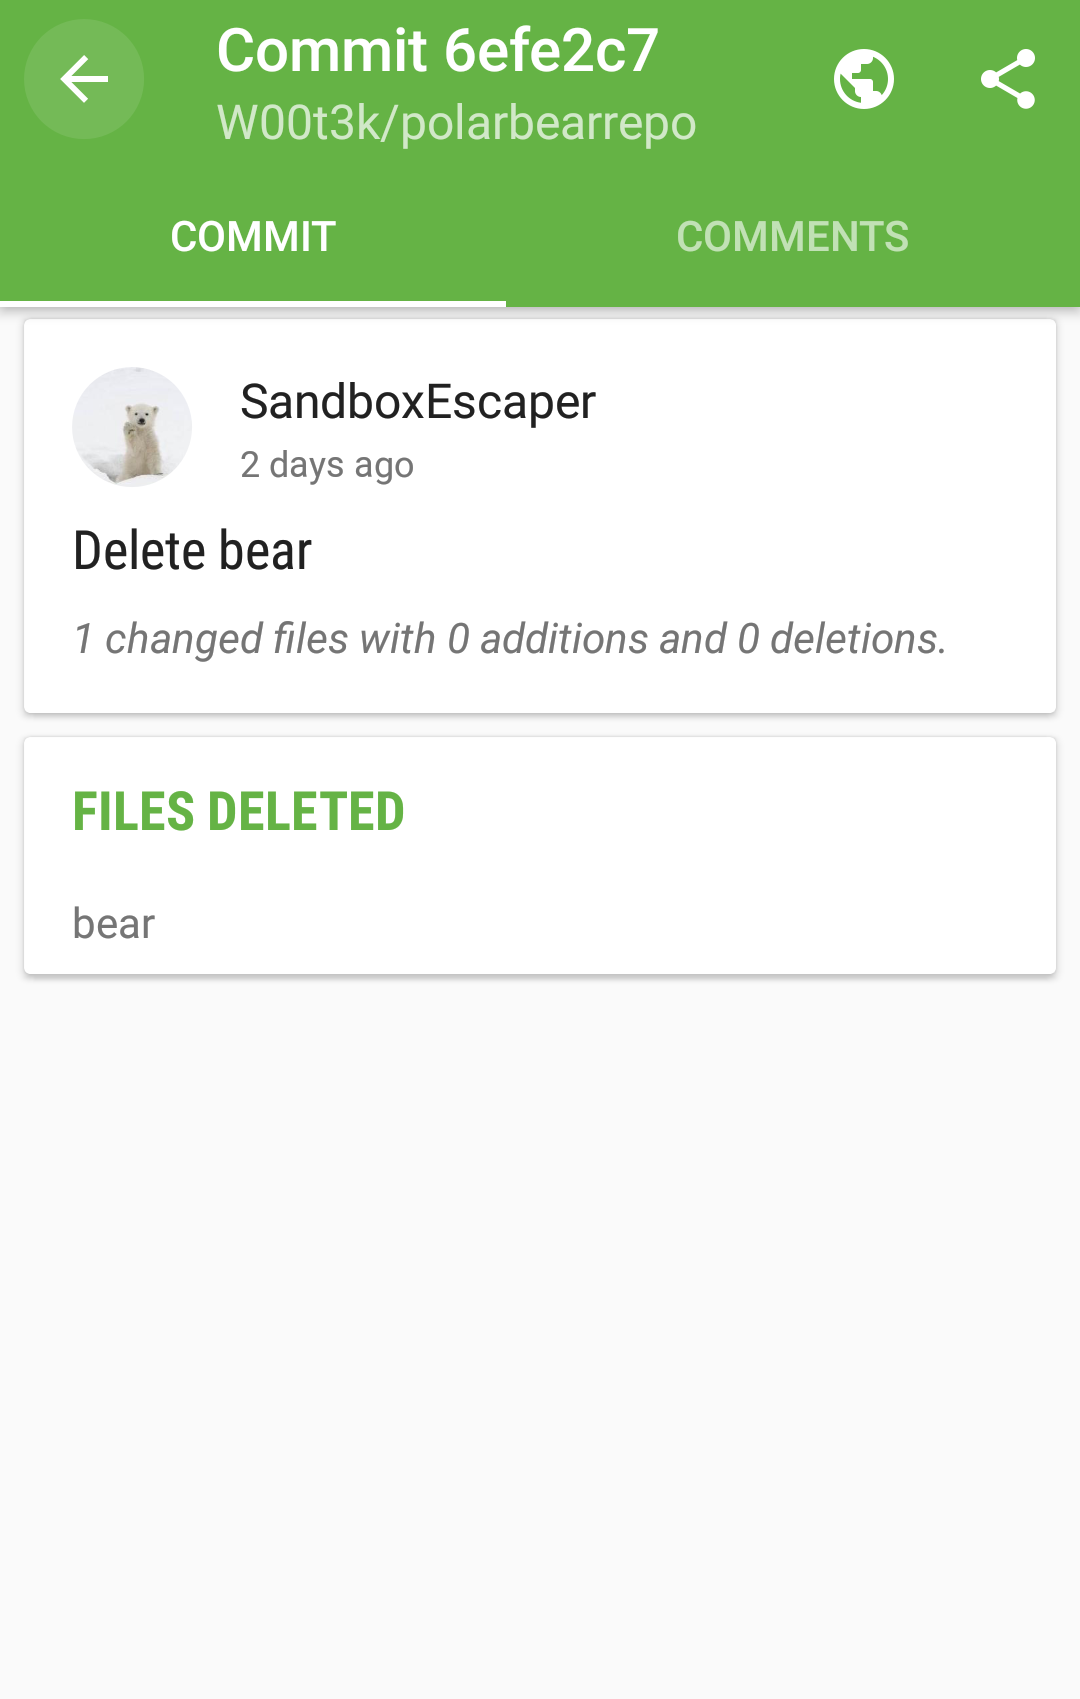 Commit 6efe2c7
W00t3k/polarbearrepo
COMMIT
COMMENTS
SandboxEscaper
2 days ago
Delete bear
1 changed files with 0 additions and 0 deletions.
FILES DELETED
bear